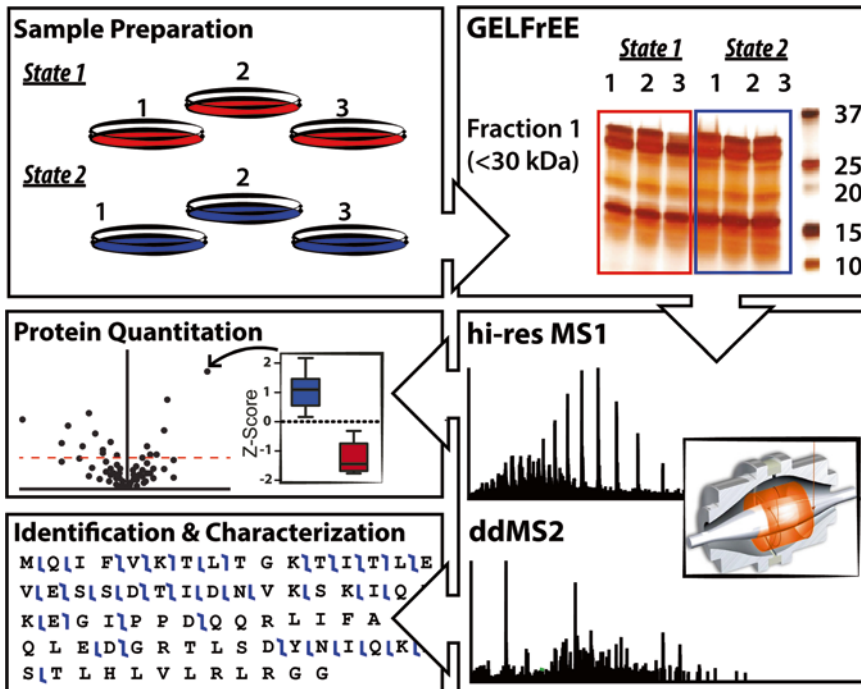 Sample Preparation
State 1
1
2
3
State 2
1
2
3
GELFrEE
State 1 State 2
1 2 3 1 2 3
Fraction 1
(<30 kDa)
37
25
20
15
10
Protein Quantitation
Z-Score
2
1
0
-1
-2
hi-res MS1
ddMS2
Identification & Characterization
M Q I F V K T L T G K T I T L E
V E S S D T I D N V K S K I Q
K E G I P P D Q Q R L I F A
Q L E D G R T L S D Y N I Q K
S T L H L V L R L R G G